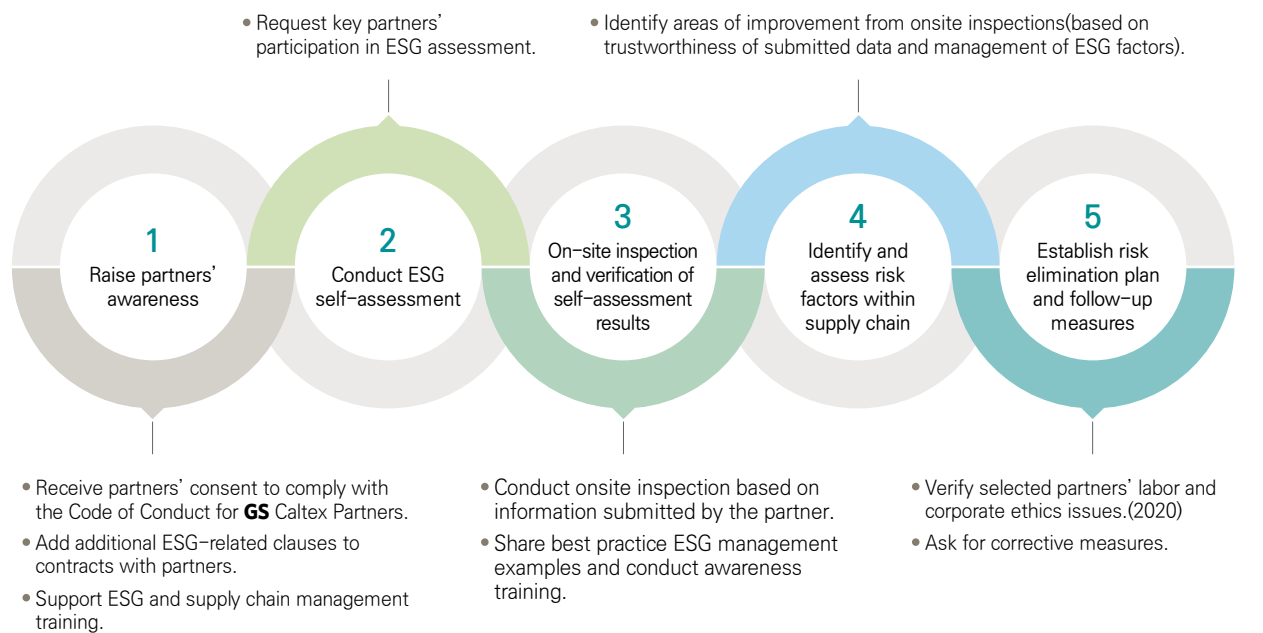 • Request key partners’
participation in ESG assessment.
• Identify areas of improvement from onsite inspections(based on
trustworthiness of submitted data and management of ESG factors).
1
Raise partners’
awareness
2
Conduct ESG
self-assessment
3
On-site inspection
and verification of
self-assessment
results
4
Identify and
assess risk
factors within
supply chain
5
Establish risk
elimination plan
and follow-up
measures
• Receive partners’ consent to comply with
the Code of Conduct for GS Caltex Partners.
• Add additional ESG-related clauses to
contracts with partners.
• Support ESG and supply chain management
training.
• Conduct onsite inspection based on
information submitted by the partner.
• Share best practice ESG management
examples and conduct awareness
training.
• Verify selected partners’ labor and
corporate ethics issues.(2020)
• Ask for corrective measures.